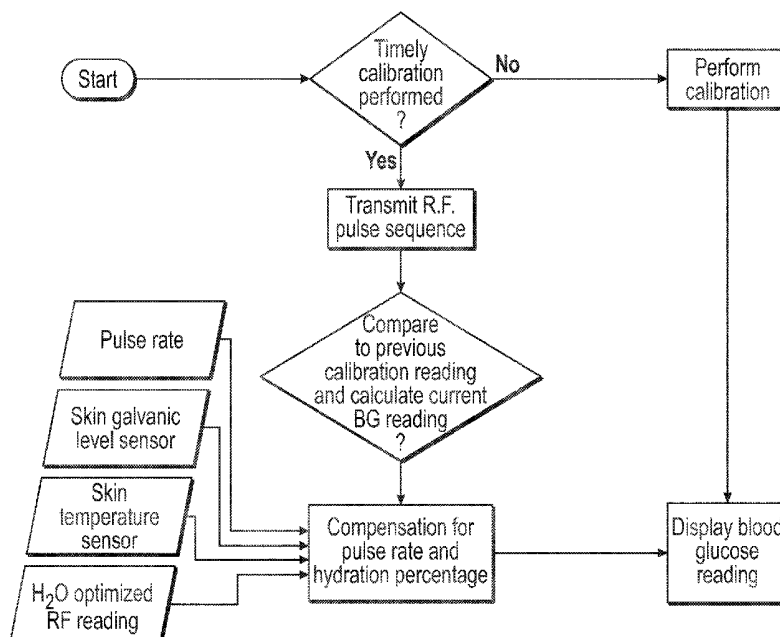 Start
Timely
calibration
performed
?
No
Perform
calibration
Yes
Transmit R.F.
pulse sequence
Compare
to previous
calibration reading
and calculate current
BG reading
?
Pulse rate
Skin galvanic
level sensor
Skin
temperature
sensor
H₂O optimized
RF reading
Compensation for
pulse rate and
hydration percentage
Display blood
glucose
reading